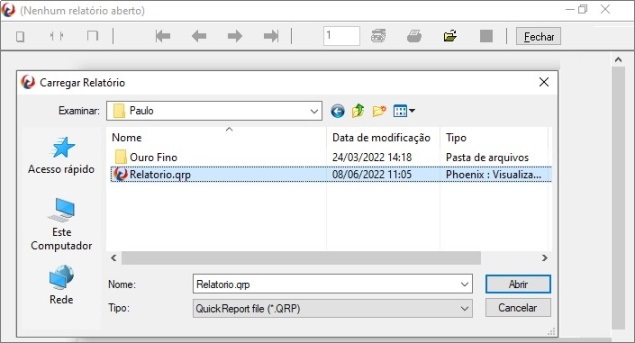 (Nenhum relatório aberto)
1
Fechar
Carregar Relatório
Examinar:
Paulo
Nome
Data de modificação
Tipo
Ouro Fino
24/03/2022 14:18
Pasta de arquivos
Relatorio.qrp
08/06/2022 11:05
Phoenix : Visualiza...
Acesso rápido
Este
Computador
Rede
Nome:
Relatorio.qrp
Abrir
Tipo:
QuickReport file (*.QRP)
Cancelar